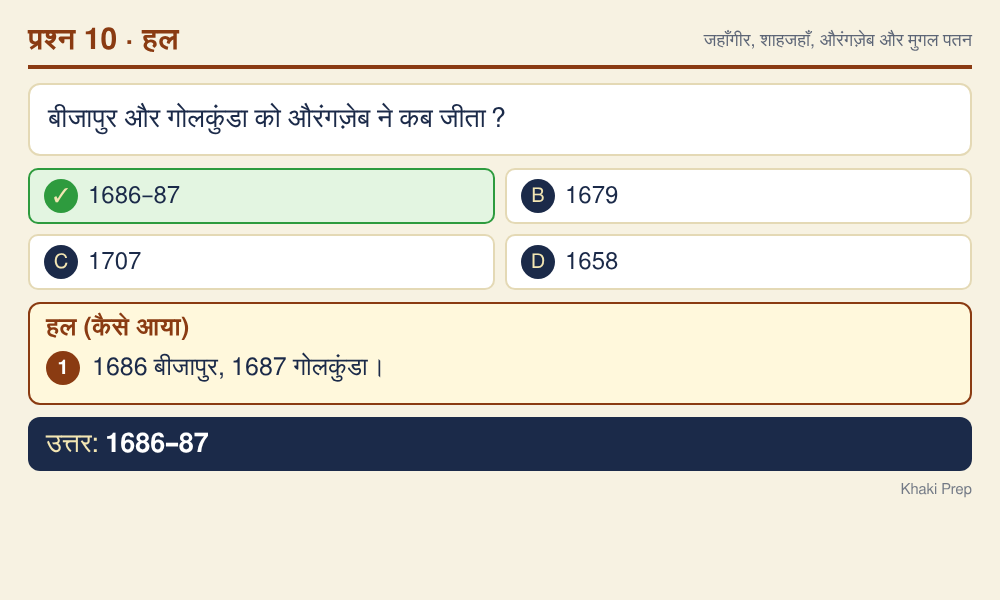 प्रश्न 10 · हल
जहाँगीर, शाहजहाँ, औरंगज़ेब और मुगल पतन
बीजापुर और गोलकुंडा को औरंगज़ेब ने कब जीता ?
✓ 1686–87
B 1679
C 1707
D 1658
हल (कैसे आया)
1 1686 बीजापुर, 1687 गोलकुंडा।
उत्तर: 1686–87
Khaki Prep